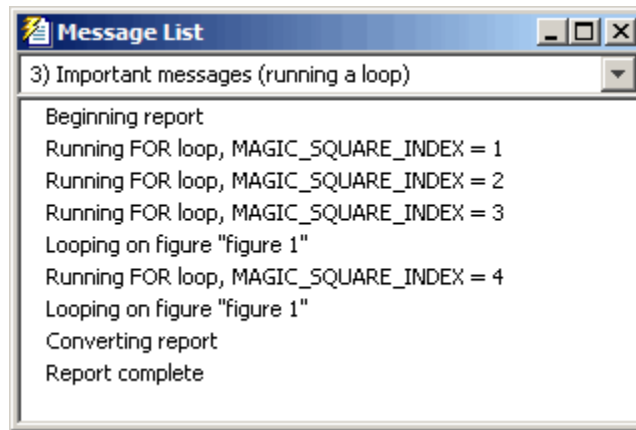 Message List
3) Important messages (running a loop)
Beginning report
Running FOR loop, MAGIC_SQUARE_INDEX = 1
Running FOR loop, MAGIC_SQUARE_INDEX = 2
Running FOR loop, MAGIC_SQUARE_INDEX = 3
Looping on figure "figure 1"
Running FOR loop, MAGIC_SQUARE_INDEX = 4
Looping on figure "figure 1"
Converting report
Report complete